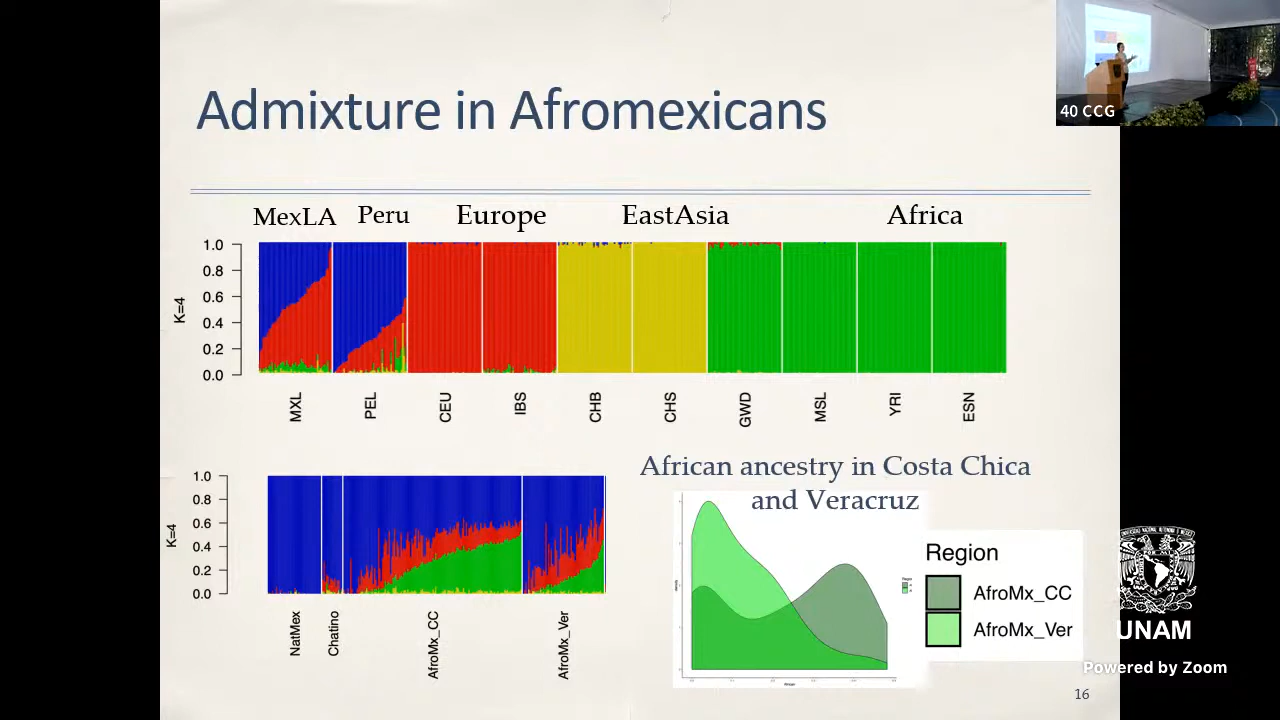 40 CCG
Admixture in Afromexicans
MexLA Peru Europe EastAsia Africa
K=4
1.0
0.8
0.6
0.4
0.2
0.0
MXL PEL CEU IBS CHB CHS GWD MSL YRI ESN
K=4
1.0
0.8
0.6
0.4
0.2
0.0
NatMex Chatino AfroMx_CC AfroMx_Ver
African ancestry in Costa Chica
and Veracruz
Region
AfroMx_CC
AfroMx_Ver
UNAM
Powered by Zoom
16